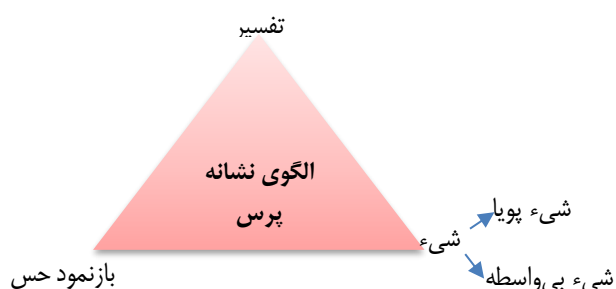 تفسیر
الگوی نشانه
پرس
شیء پویا
شیء
شیء بی‌واسطه
بازنمود حس